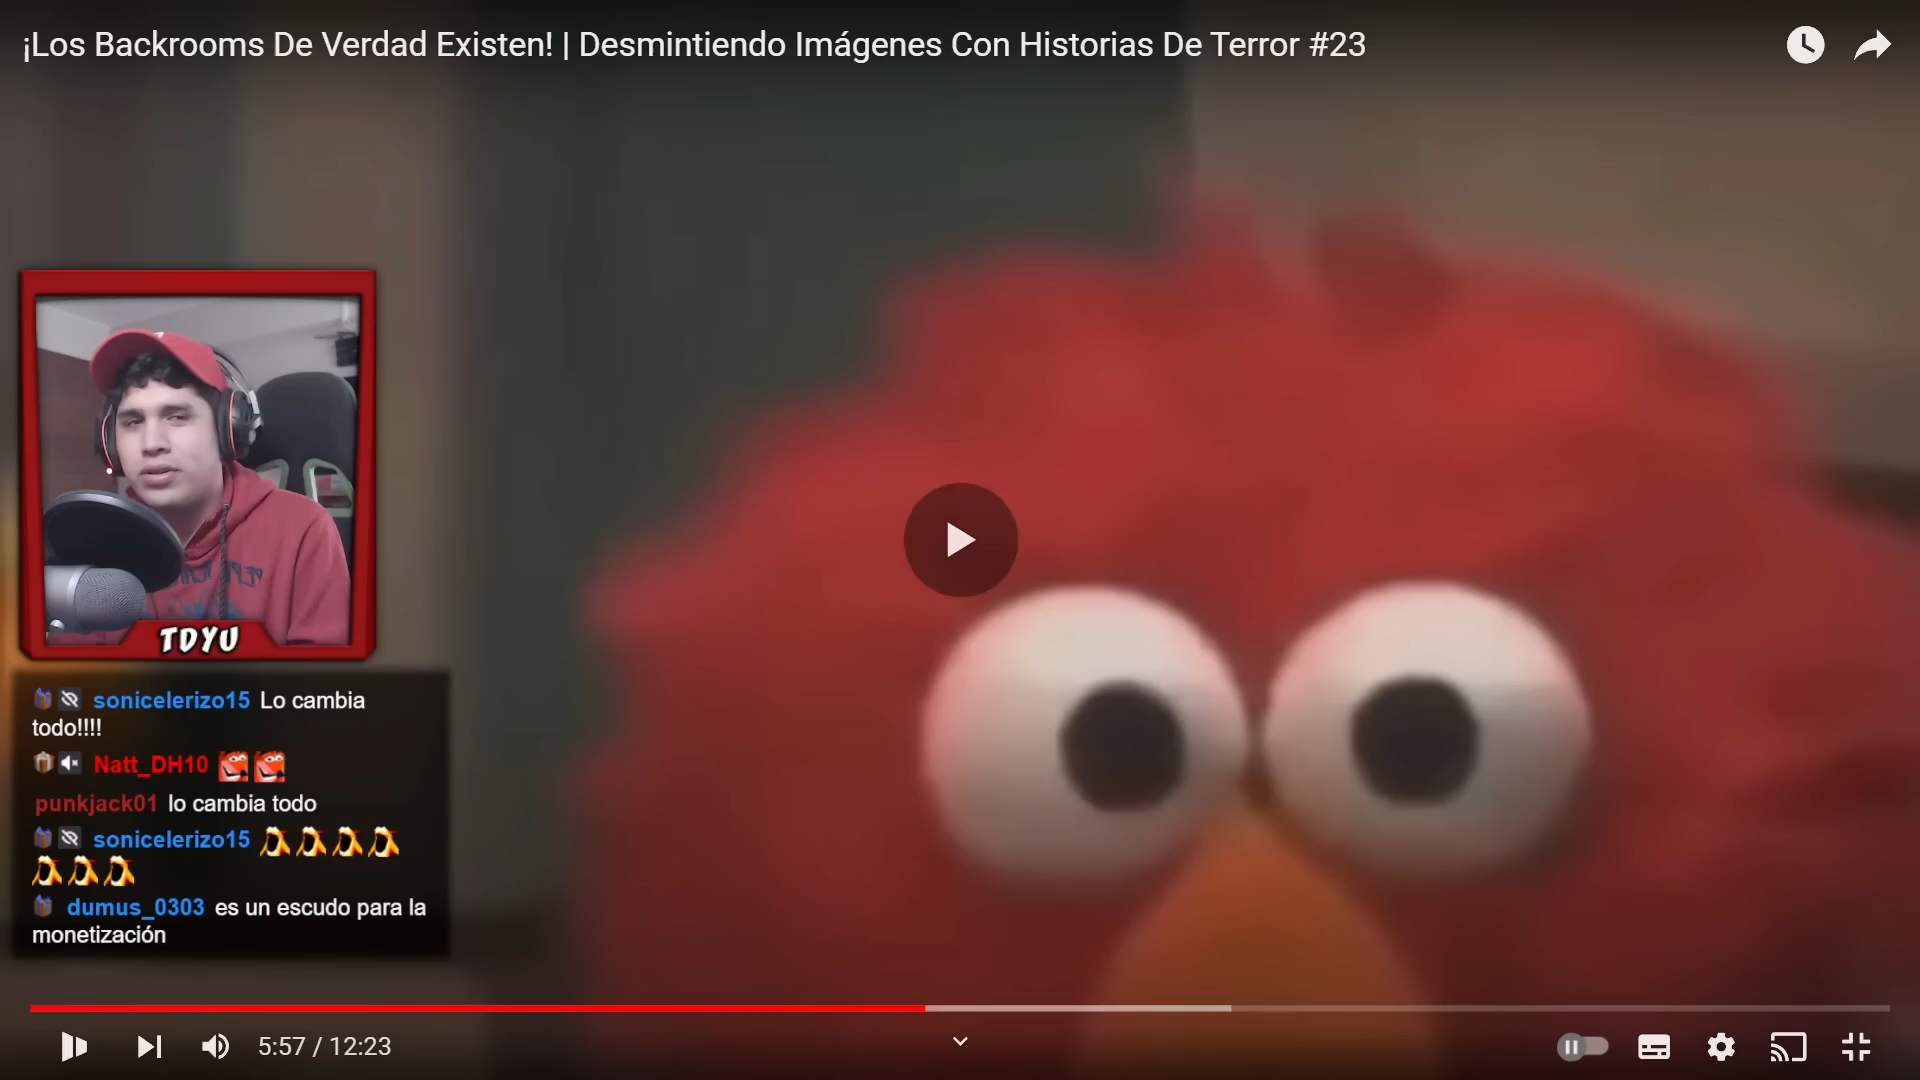 ¡Los Backrooms De Verdad Existen! | Desmintiendo Imágenes Con Historias De Terror #23
TDYU
sonicelerizo15 Lo cambia
todo!!!!
Natt_DH10
punkjack01 lo cambia todo
sonicelerizo15
dumus_0303 es un escudo para la
monetización
5:57 / 12:23